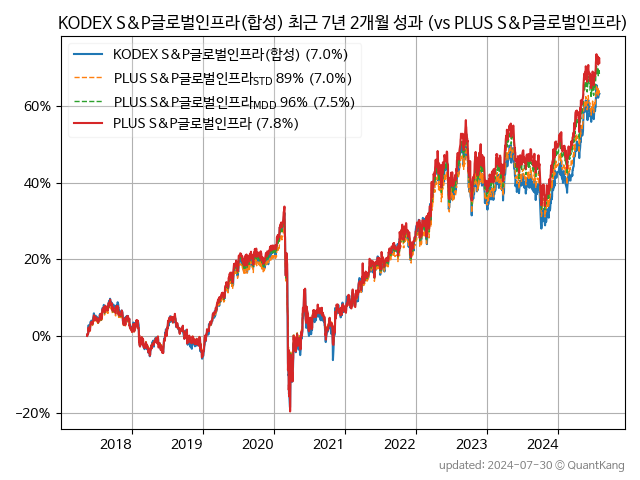 KODEX S&P글로벌인프라(합성) 최근 7년 2개월 성과 (vs PLUS S&P글로벌인프라)
KODEX S&P글로벌인프라(합성) (7.0%)
PLUS S&P글로벌인프라STD 89% (7.0%)
PLUS S&P글로벌인프라MDD 96% (7.5%)
PLUS S&P글로벌인프라 (7.8%)
60%
40%
20%
0%
−20%
2018 2019 2020 2021 2022 2023 2024
updated: 2024-07-30 © QuantKang